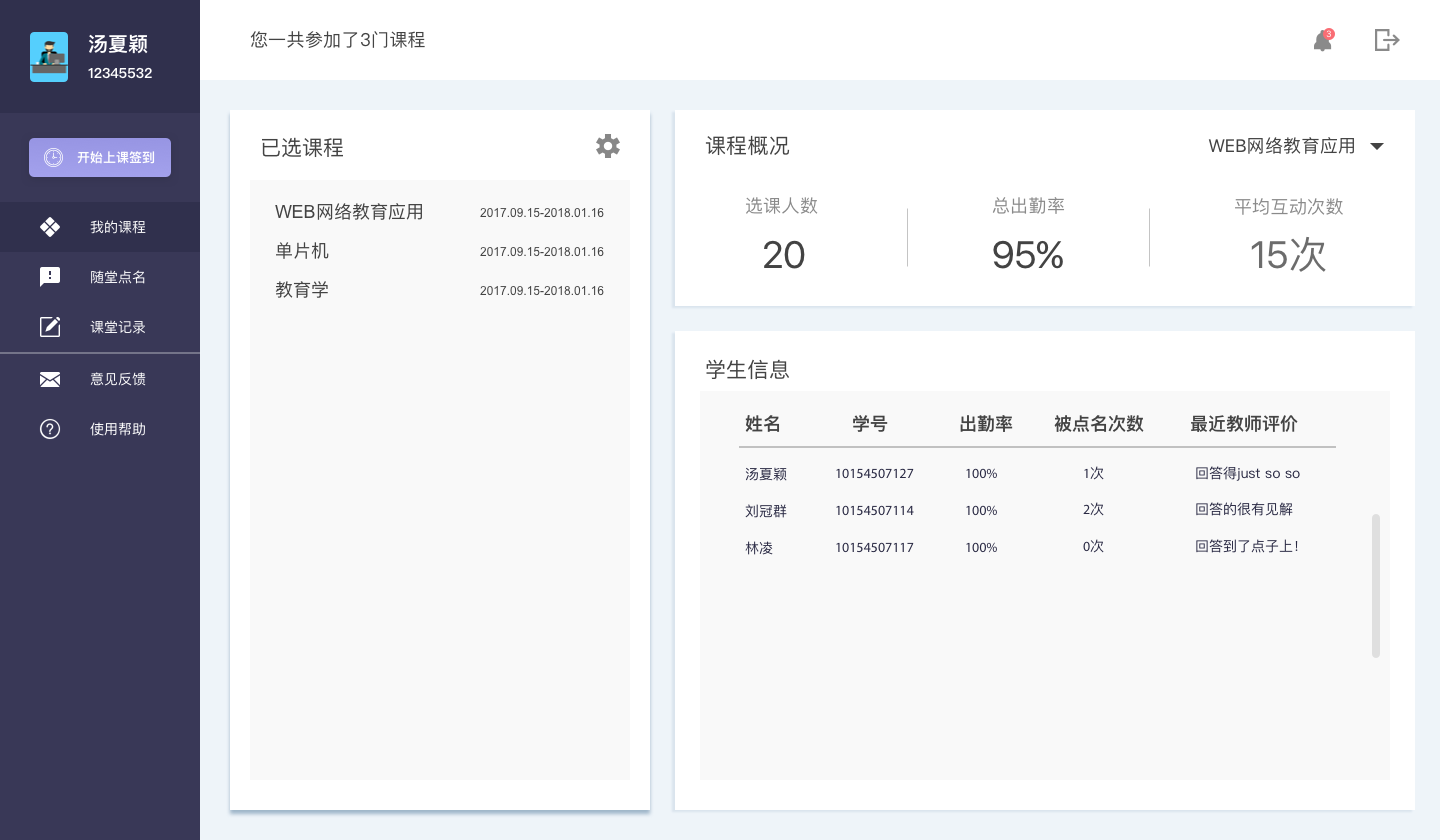 汤夏颖
12345532
开始上课签到
我的课程
随堂点名
课堂记录
意见反馈
使用帮助
您一共参加了3门课程
3
已选课程
WEB网络教育应用 2017.09.15-2018.01.16
单片机 2017.09.15-2018.01.16
教育学 2017.09.15-2018.01.16
课程概况 WEB网络教育应用
选课人数 总出勤率 平均互动次数
20 95% 15次
学生信息
姓名 学号 出勤率 被点名次数 最近教师评价
汤夏颖 10154507127 100% 1次 回答得just so so
刘冠群 10154507114 100% 2次 回答的很有见解
林凌 10154507117 100% 0次 回答到了点子上!